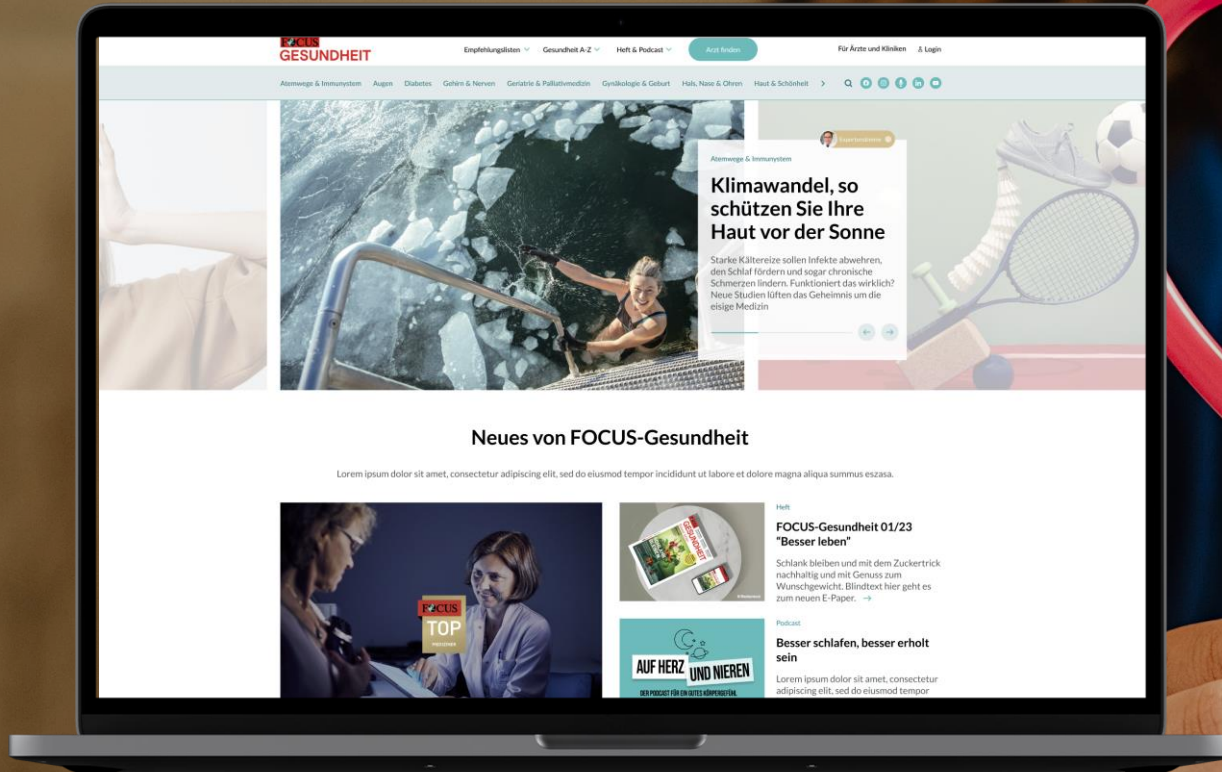 FOCUS
GESUNDHEIT
Empfehlungslisten
Gesundheit A-Z
Heft & Podcast
Arzt finden
Für Ärzte und Kliniken
Login
Atemwege & Immunystem
Augen
Diabetes
Gehirn & Nerven
Geriatrie & Palliativmedizin
Gynäkologie & Geburt
Hals, Nase & Ohren
Haut & Schönheit
Atemwege & Immunystem
Klimawandel, so
schützen Sie Ihre
Haut vor der Sonne
Starke Kältereize sollen Infekte abwehren,
den Schlaf fördern und sogar chronische
Schmerzen lindern. Funktioniert das wirklich?
Neue Studien lüften das Geheimnis um die
eisige Medizin
Neues von FOCUS-Gesundheit
Lorem ipsum dolor sit amet, consectetur adipiscing elit, sed do eiusmod tempor incididunt ut labore et dolore magna aliqua summus eszasa.
FOCUS
TOP
GESUNDHEIT
Heft
FOCUS-Gesundheit 01/23
“Besser leben”
Schlank bleiben und mit dem Zuckertrick
nachhaltig und mit Genuss zum
Wunschgewicht. Blindtext hier geht es
zum neuen E-Paper.
AUF HERZ UND NIEREN
DER PODCAST FÜR EIN GUTES KÖRPERGEFÜHL
Podcast
Besser schlafen, besser erholt
sein
Lorem ipsum dolor sit amet, consectetur
adipiscing elit, sed do eiusmod tempor